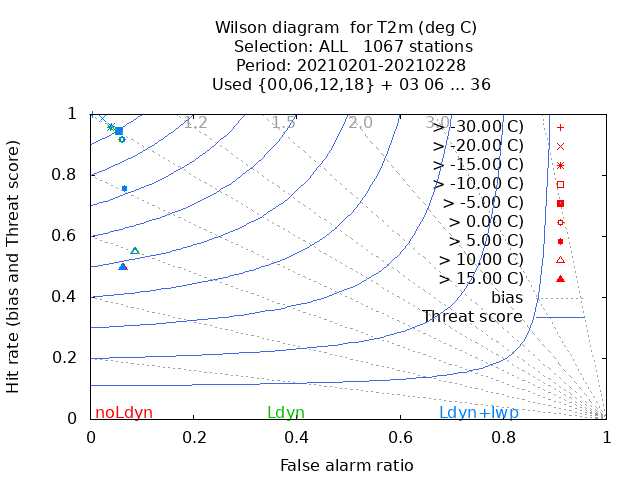 Wilson diagram  for T2m (deg C)
Selection: ALL   1067 stations
Period: 20210201-20210228
Used {00,06,12,18} + 03 06 ... 36
Hit rate (bias and Threat score)
1
0.8
0.6
0.4
0.2
0
1.2
1.5
2.0
3.0
> -30.00 C)
> -20.00 C)
> -15.00 C)
> -10.00 C)
> -5.00 C)
> 0.00 C)
> 5.00 C)
> 10.00 C)
> 15.00 C)
bias
Threat score
noLdyn
Ldyn
Ldyn+lwp
0
0.2
0.4
0.6
0.8
1
False alarm ratio